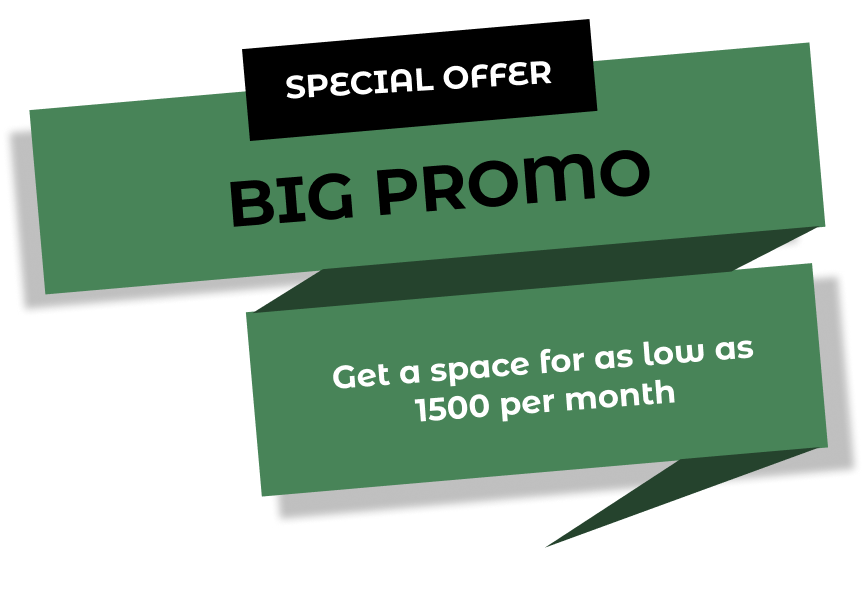 SPECIAL OFFER
BIG PROMO
Get a space for as low as
1500 per month